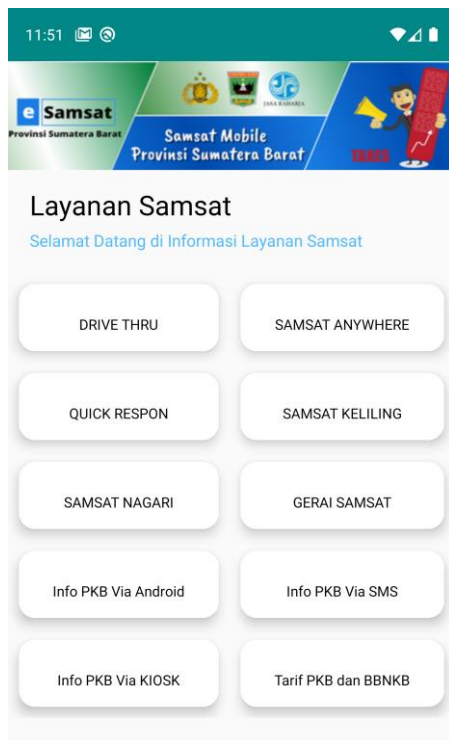 11:51
e Samsat
Provinsi Sumatera Barat
JASA RAHARJA
Samsat Mobile
Provinsi Sumatera Barat
TAXES
Layanan Samsat
Selamat Datang di Informasi Layanan Samsat
DRIVE THRU
SAMSAT ANYWHERE
QUICK RESPON
SAMSAT KELILING
SAMSAT NAGARI
GERAI SAMSAT
Info PKB Via Android
Info PKB Via SMS
Info PKB Via KIOSK
Tarif PKB dan BBNKB